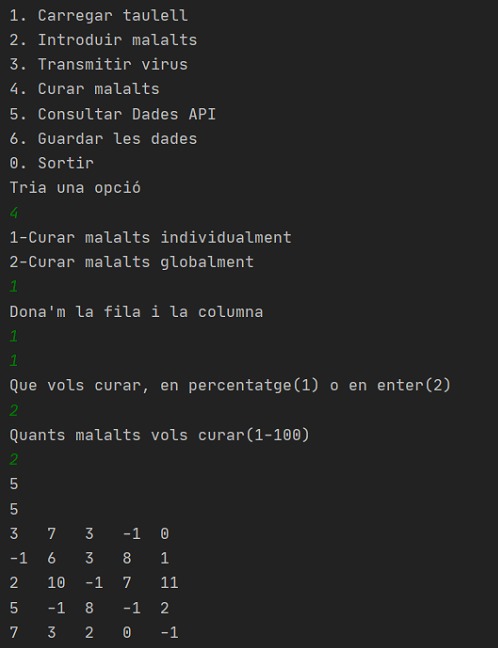 1. Carregar taulell
2. Introduir malalts
3. Transmitir virus
4. Curar malalts
5. Consultar Dades API
6. Guardar les dades
0. Sortir
Tria una opció
4
1-Curar malalts individualment
2-Curar malalts globalment
1
Dona'm la fila i la columna
1
1
Que vols curar, en percentatge(1) o en enter(2)
2
Quants malalts vols curar(1-100)
2
5
5
3 7 3 -1 0
-1 6 3 8 1
2 10 -1 7 11
5 -1 8 -1 2
7 3 2 0 -1